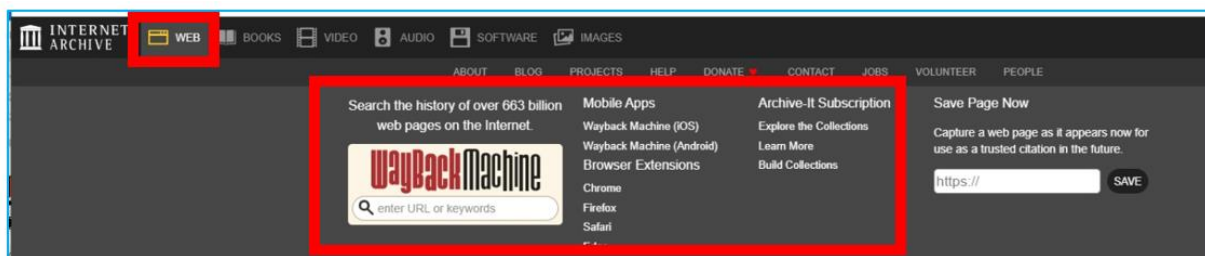 INTERNET
ARCHIVE
WEB
BOOKS
VIDEO
AUDIO
SOFTWARE
IMAGES
ABOUT
BLOG
PROJECTS
HELP
DONATE
CONTACT
JOBS
VOLUNTEER
PEOPLE
Search the history of over 663 billion
web pages on the Internet.
WayBackMachine
enter URL or keywords
Mobile Apps
Wayback Machine (iOS)
Wayback Machine (Android)
Browser Extensions
Chrome
Firefox
Safari
Archive-It Subscription
Explore the Collections
Learn More
Build Collections
Save Page Now
Capture a web page as it appears now for
use as a trusted citation in the future.
https://
SAVE